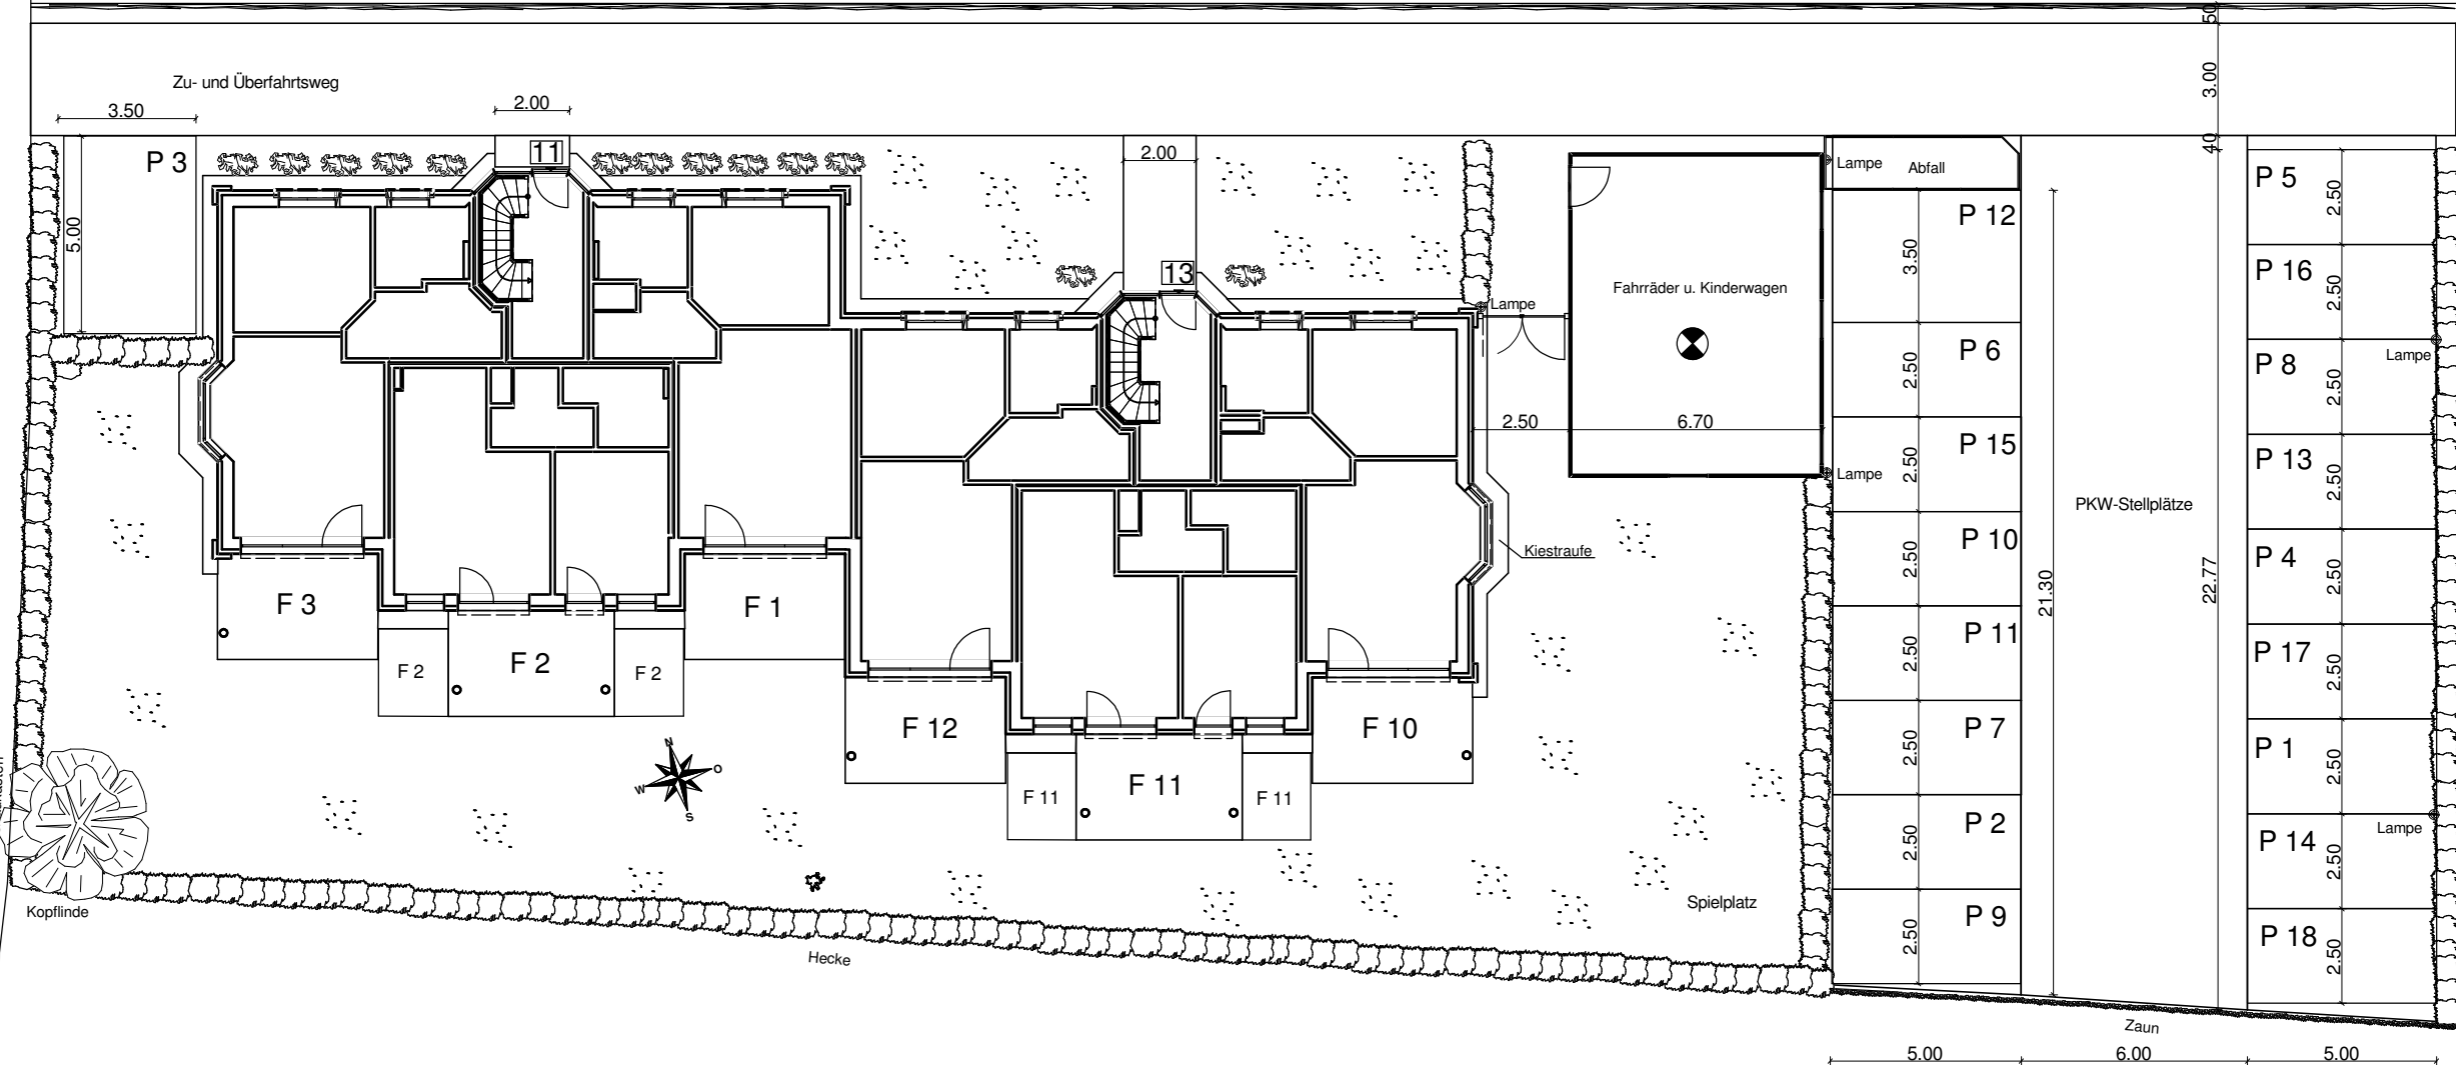 50
Zu- und Überfahrtsweg
3.50
2.00
3.00
40
P 3
5.00
11
2.00
13
Lampe
Abfall
P 5
2.50
P 12
3.50
Fahrräder u. Kinderwagen
Lampe
P 16
2.50
P 6
2.50
Lampe
P 8
2.50
2.50
6.70
P 15
2.50
Lampe
P 13
2.50
PKW-Stellplätze
P 10
2.50
21.30
22.77
Kiestraufe
P 4
2.50
F 3
F 2
F 2
F 2
F 1
P 11
2.50
P 17
2.50
F 12
F 11
F 11
F 11
F 10
P 7
2.50
P 1
2.50
N
O
W
S
P 2
2.50
Lampe
P 14
2.50
Kopflinde
Spielplatz
P 9
2.50
P 18
2.50
Hecke
Zaun
5.00
6.00
5.00